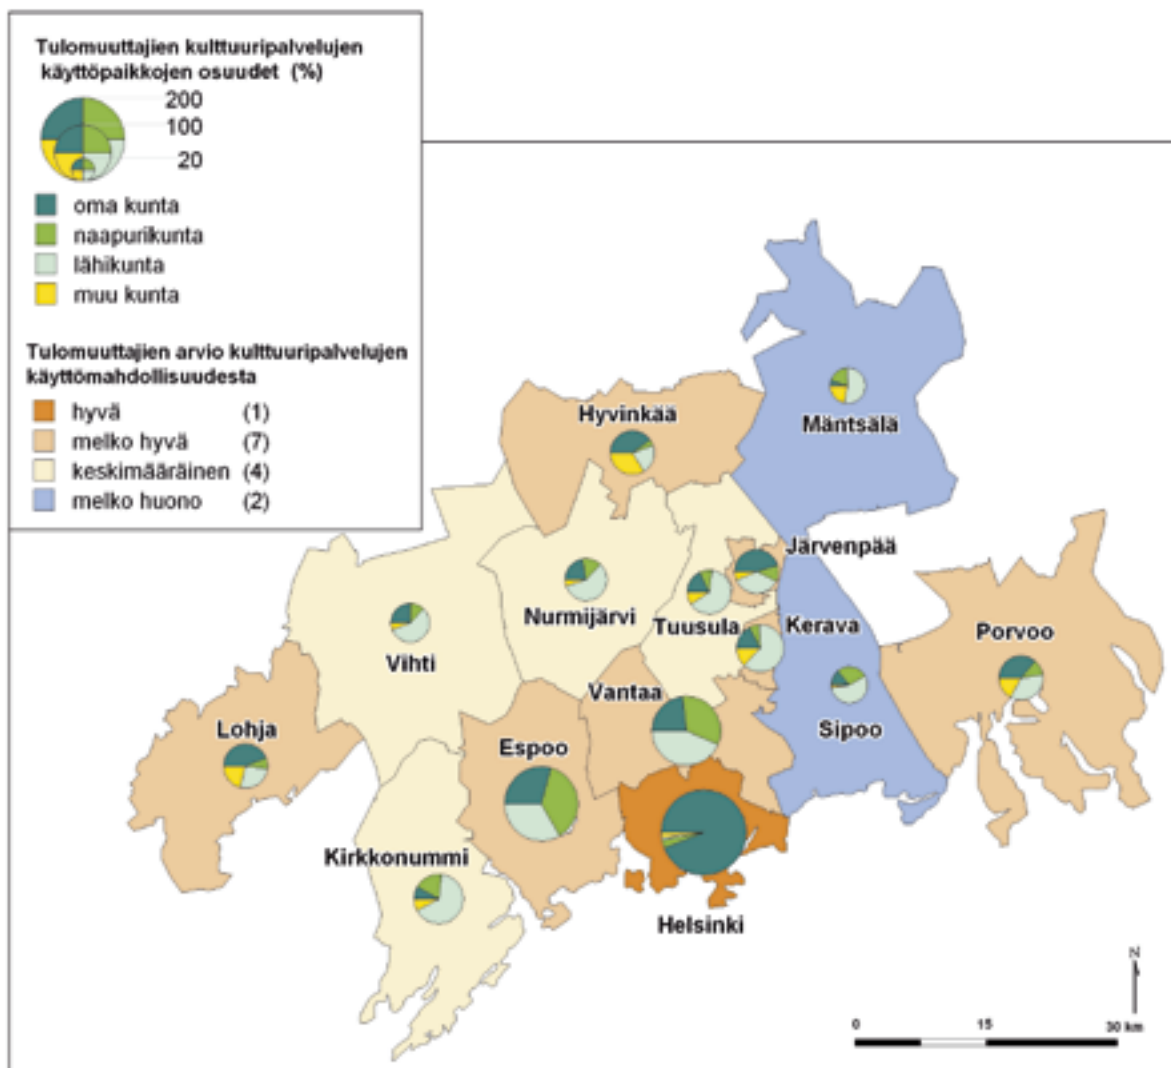 Tulomuuttajien kulttuuripalvelujen
käyttöpaikkojen osuudet (%)
200
100
20
oma kunta
naapurikunta
lähikunta
muu kunta
Tulomuuttajien arvio kulttuuripalvelujen
käyttömahdollisuudesta
hyvä (1)
melko hyvä (7)
keskimääräinen (4)
melko huono (2)
Hyvinkää
Mäntsälä
Järvenpää
Nurmijärvi
Tuusula
Kerava
Porvoo
Vihti
Vantaa
Lohja
Espoo
Sipoo
Kirkkonummi
Helsinki
N
0 15 30 km